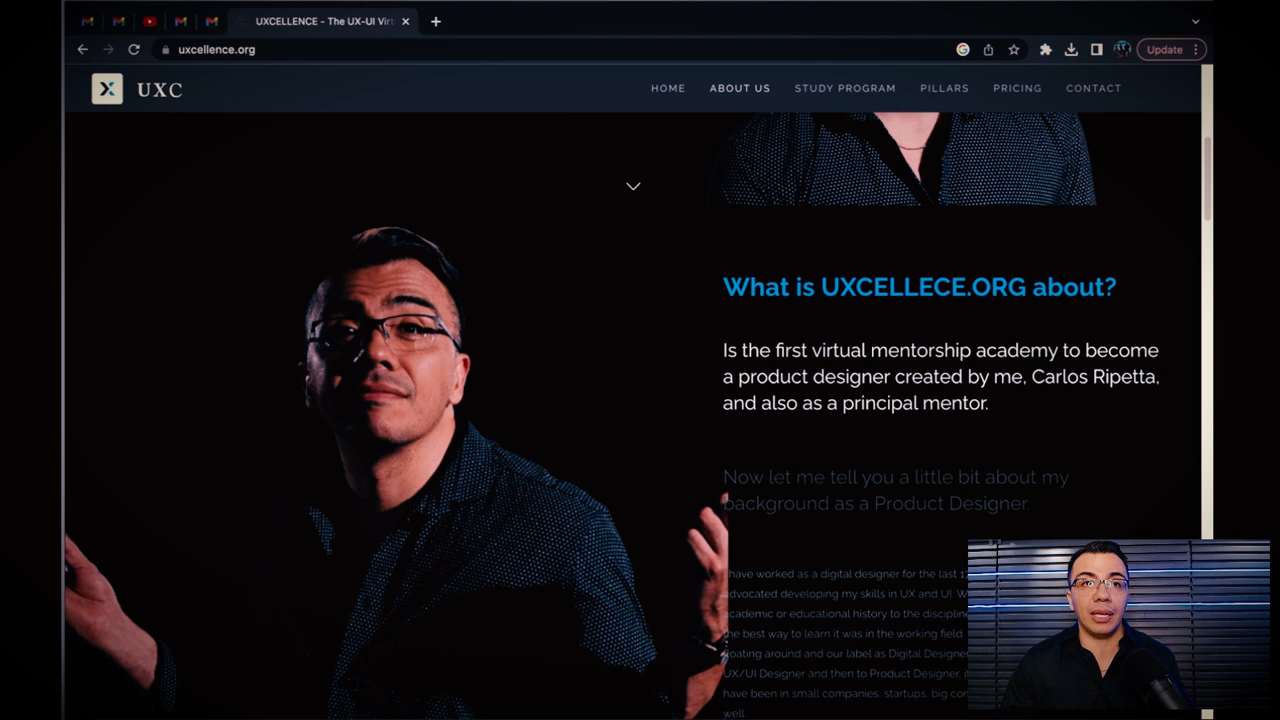 UXCELLENCE - The UX-UI Virt
uxcellence.org
Update
UXC
HOME
ABOUT US
STUDY PROGRAM
PILLARS
PRICING
CONTACT
What is UXCELLECE.ORG about?
Is the first virtual mentorship academy to become
a product designer created by me, Carlos Ripetta,
and also as a principal mentor.
Now let me tell you a little bit about my
background as a Product Designer.
have worked as a digital designer for the last
advocated developing my skills in UX and UI. W
academic or educational history to the disciplin
the best way to learn it was in the working field
floating around and our label as Digital Designe
UX/UI Designer and then to Product Designer,
have been in small companies, startups, big co
well